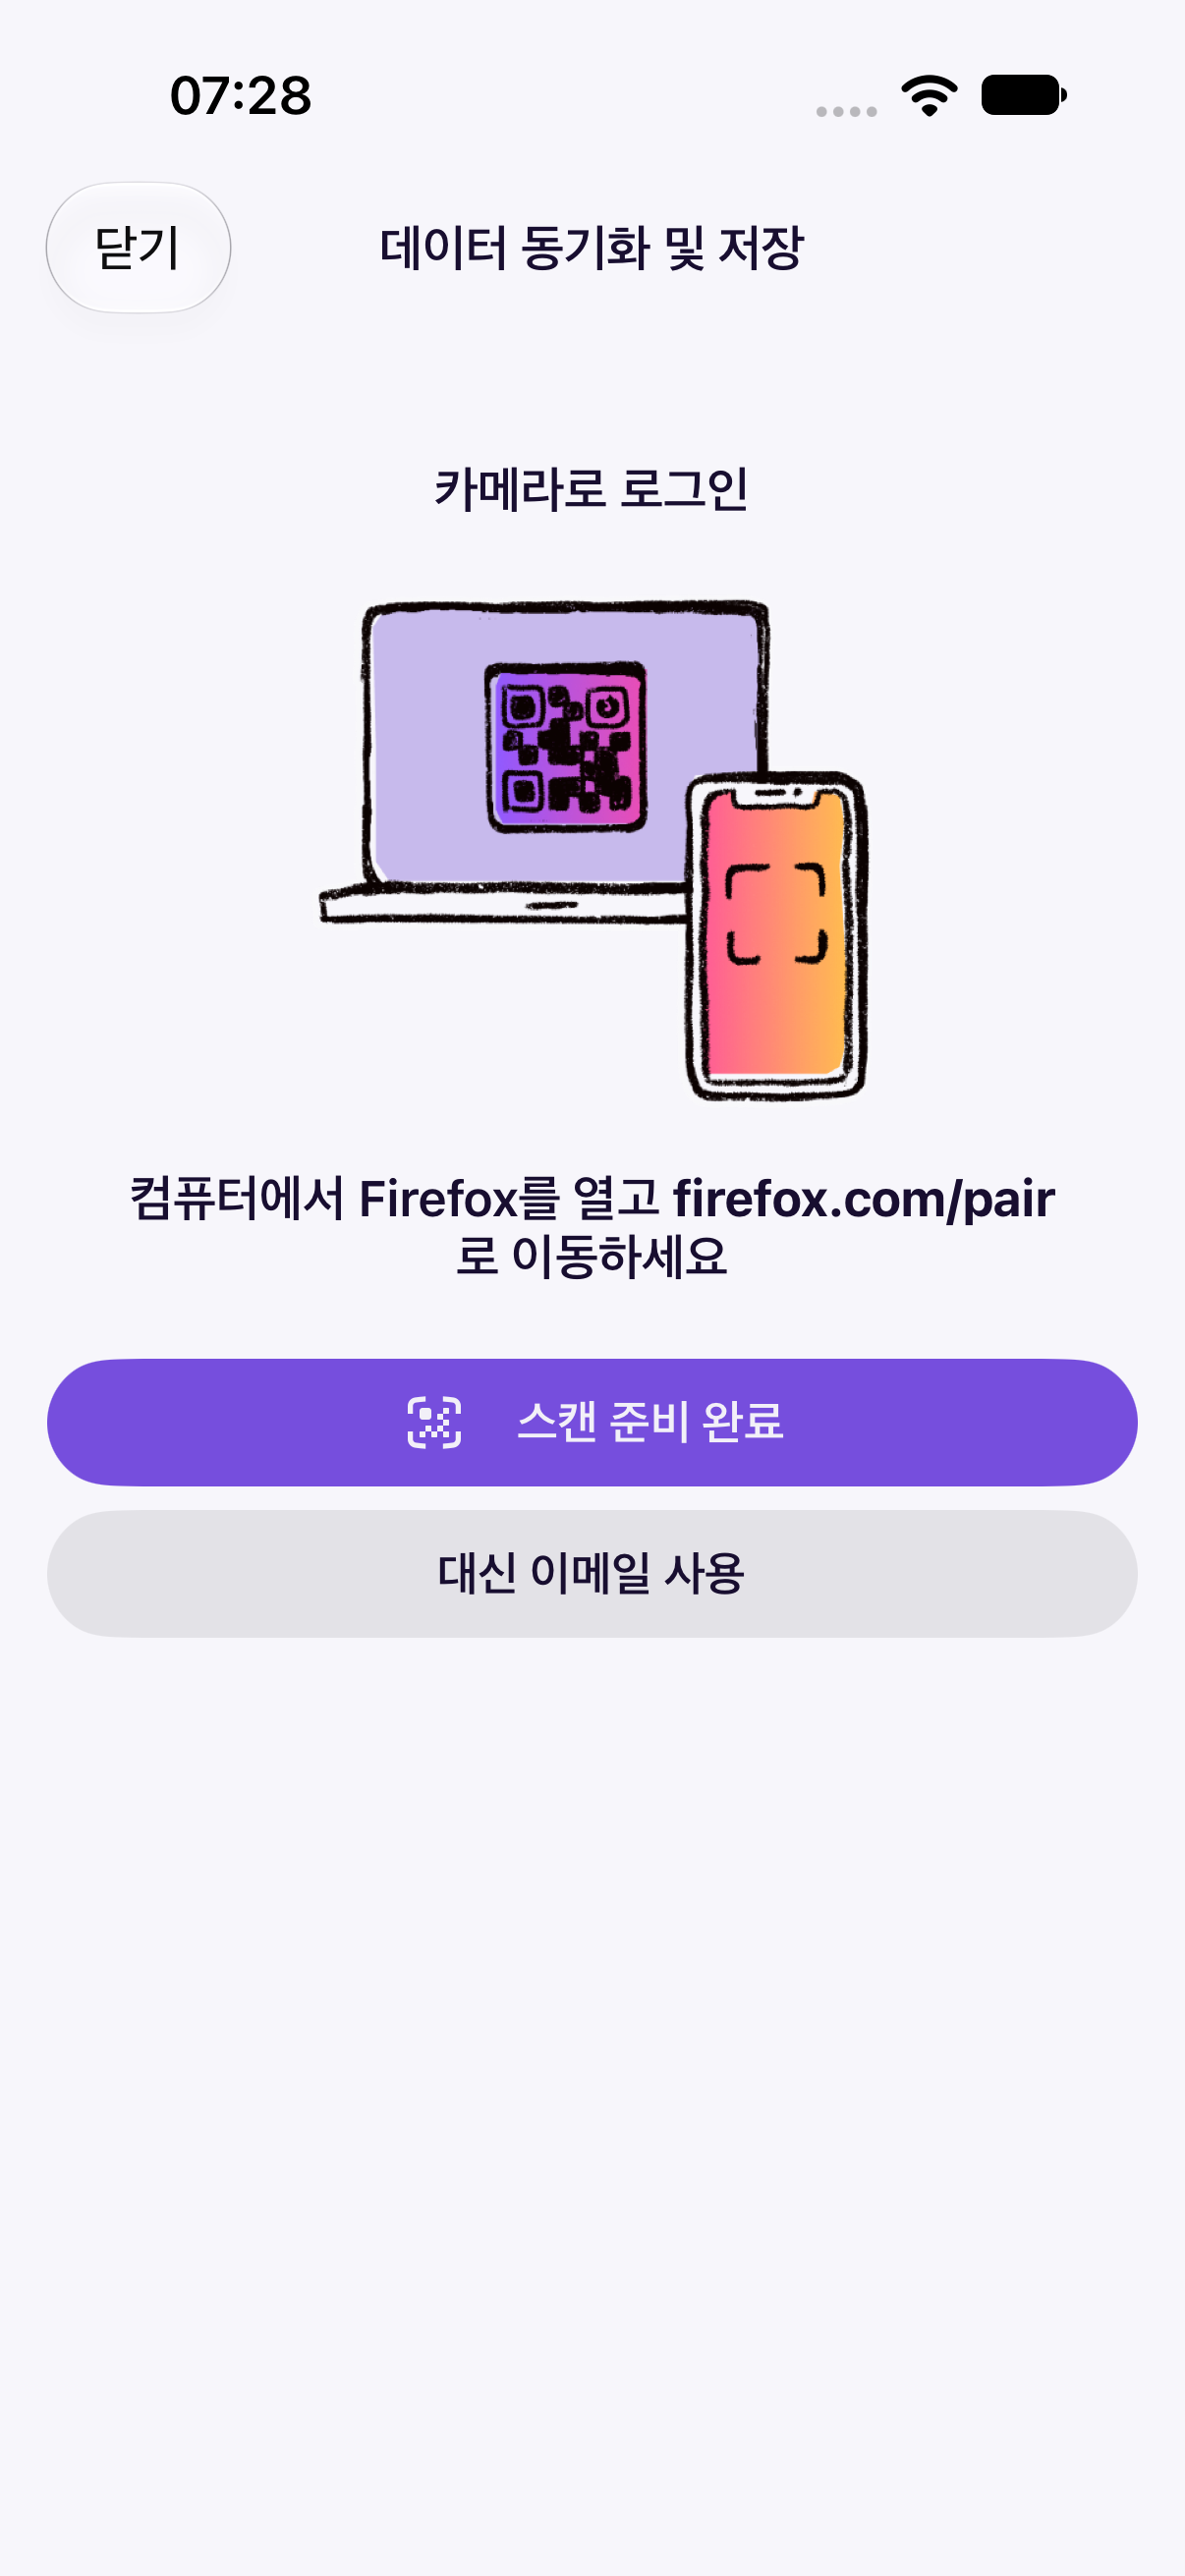 07:28
닫기
데이터 동기화 및 저장
카메라로 로그인
컴퓨터에서 Firefox를 열고 firefox.com/pair
로 이동하세요
스캔 준비 완료
대신 이메일 사용